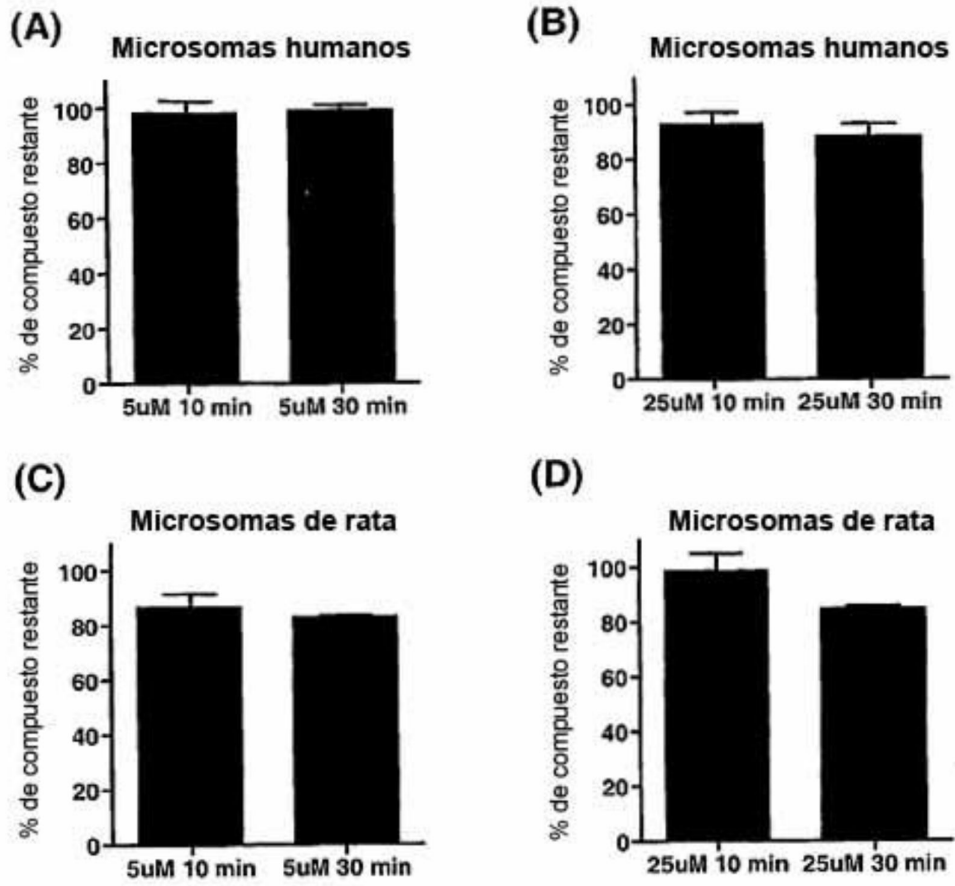 (A)
Microsomas humanos
% de compuesto restante
100
80
60
40
20
0
5uM 10 min 5uM 30 min
(B)
Microsomas humanos
% de compuesto restante
100
80
60
40
20
0
25uM 10 min 25uM 30 min
(C)
Microsomas de rata
% de compuesto restante
100
80
60
40
20
0
5uM 10 min 5uM 30 min
(D)
Microsomas de rata
% de compuesto restante
100
80
60
40
20
0
25uM 10 min 25uM 30 min